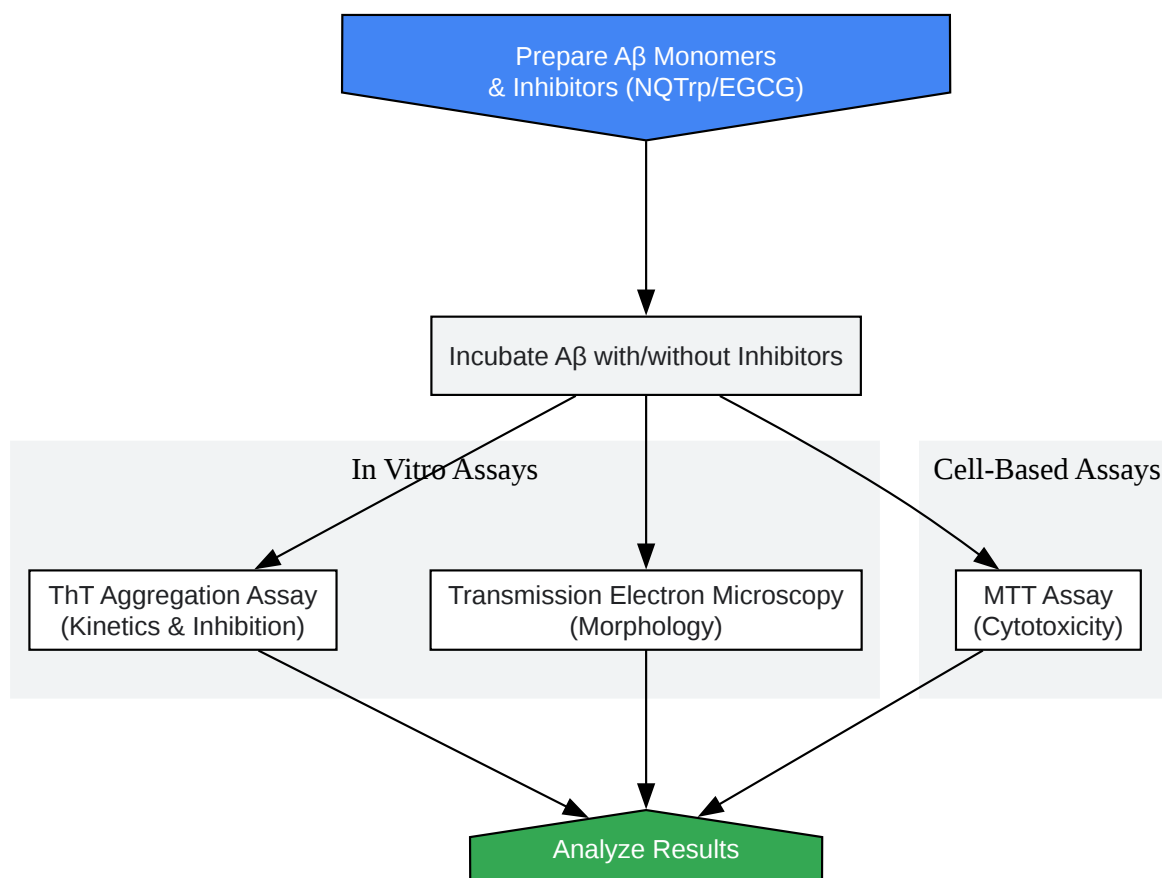 Prepare Aβ Monomers
& Inhibitors (NQTrp/EGCG)
Incubate Aβ with/without Inhibitors
In Vitro Assays
Cell-Based Assays
ThT Aggregation Assay
(Kinetics & Inhibition)
Transmission Electron Microscopy
(Morphology)
MTT Assay
(Cytotoxicity)
Analyze Results